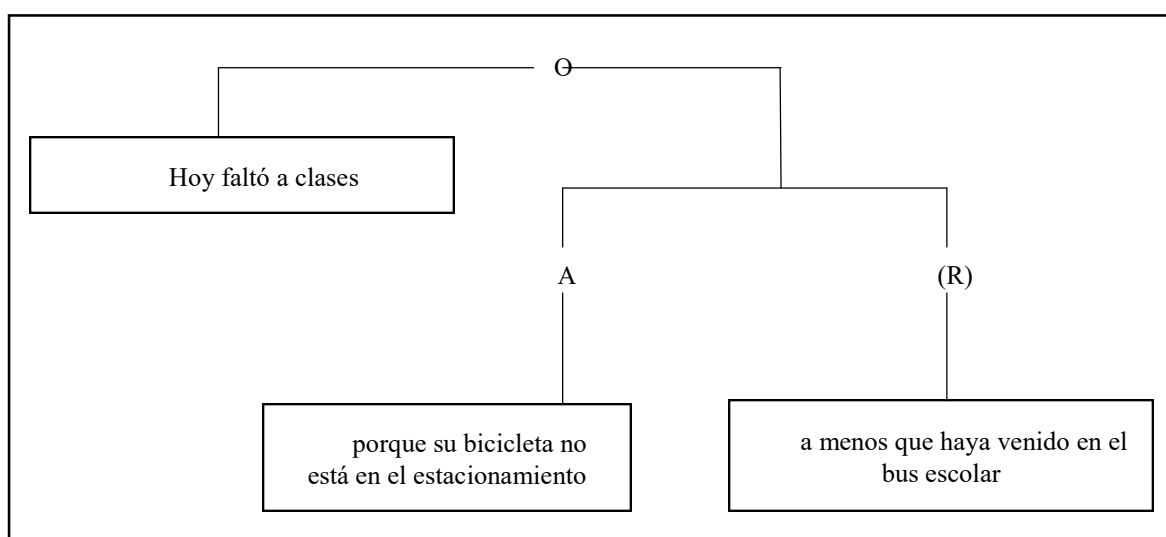 O
Hoy faltó a clases
A
(R)
porque su bicicleta no
está en el estacionamiento
a menos que haya venido en el
bus escolar